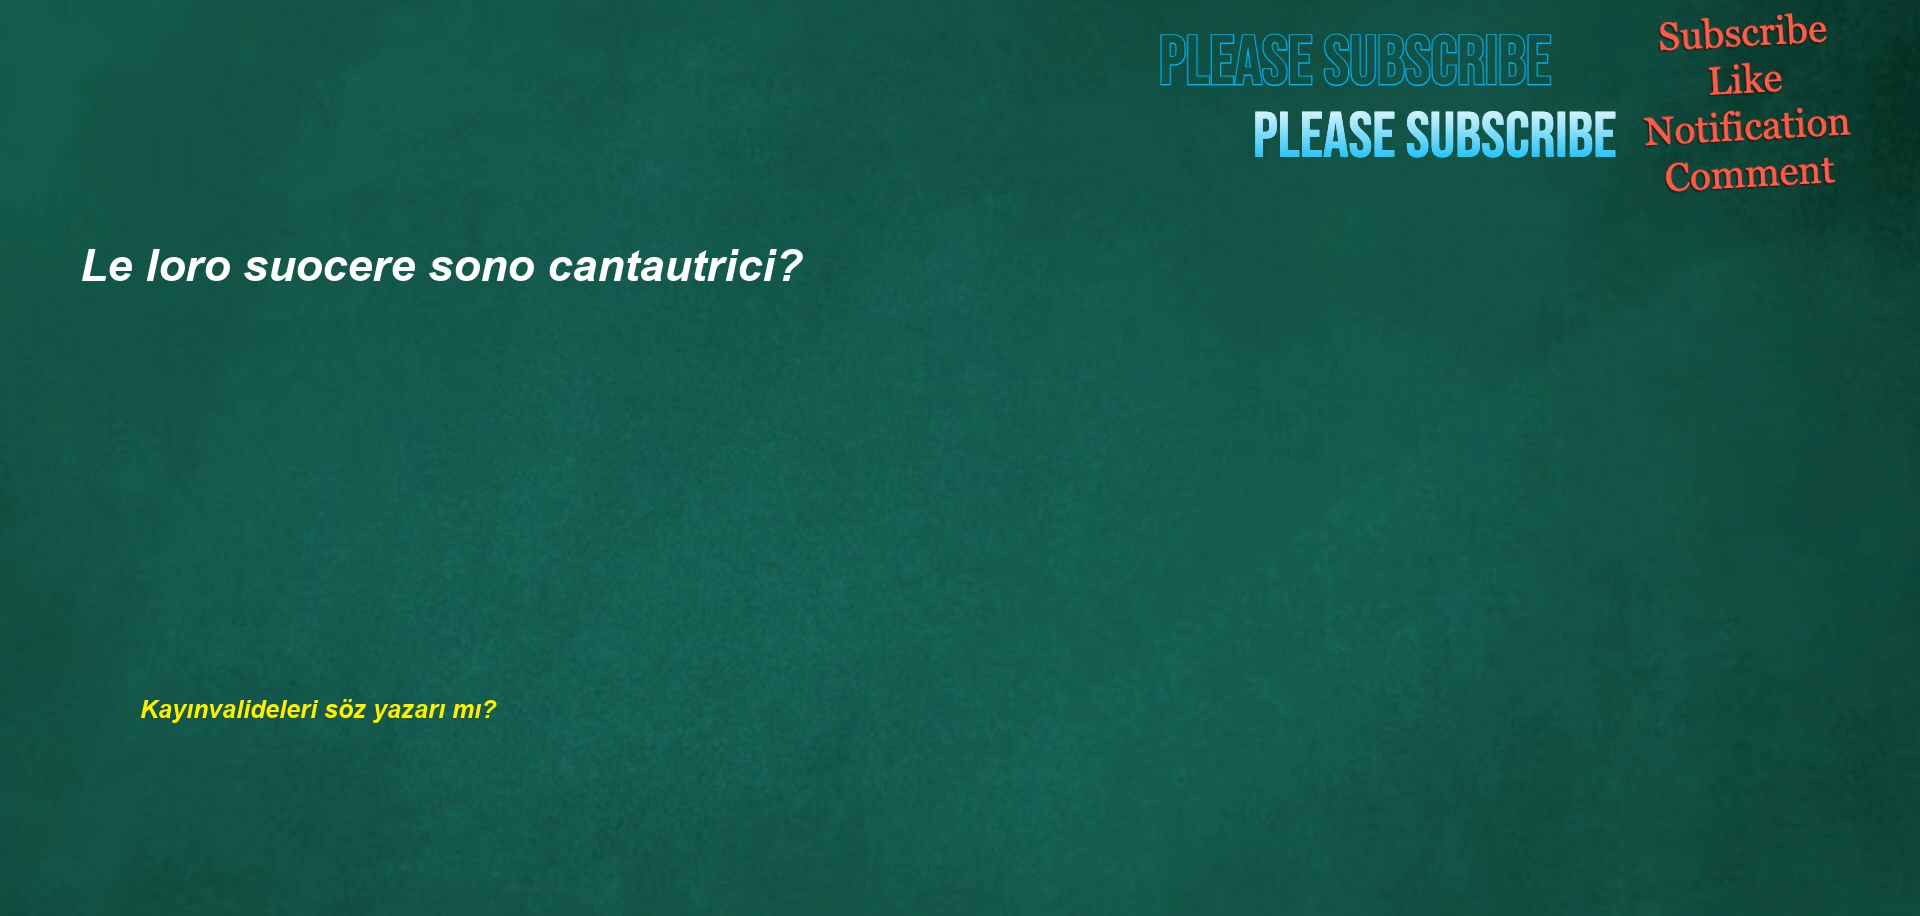 PLEASE SUBSCRIBE
PLEASE SUBSCRIBE
Subscribe
Like
Notification
Comment
Le loro suocere sono cantautrici?
Kayınvalideleri söz yazarı mı?